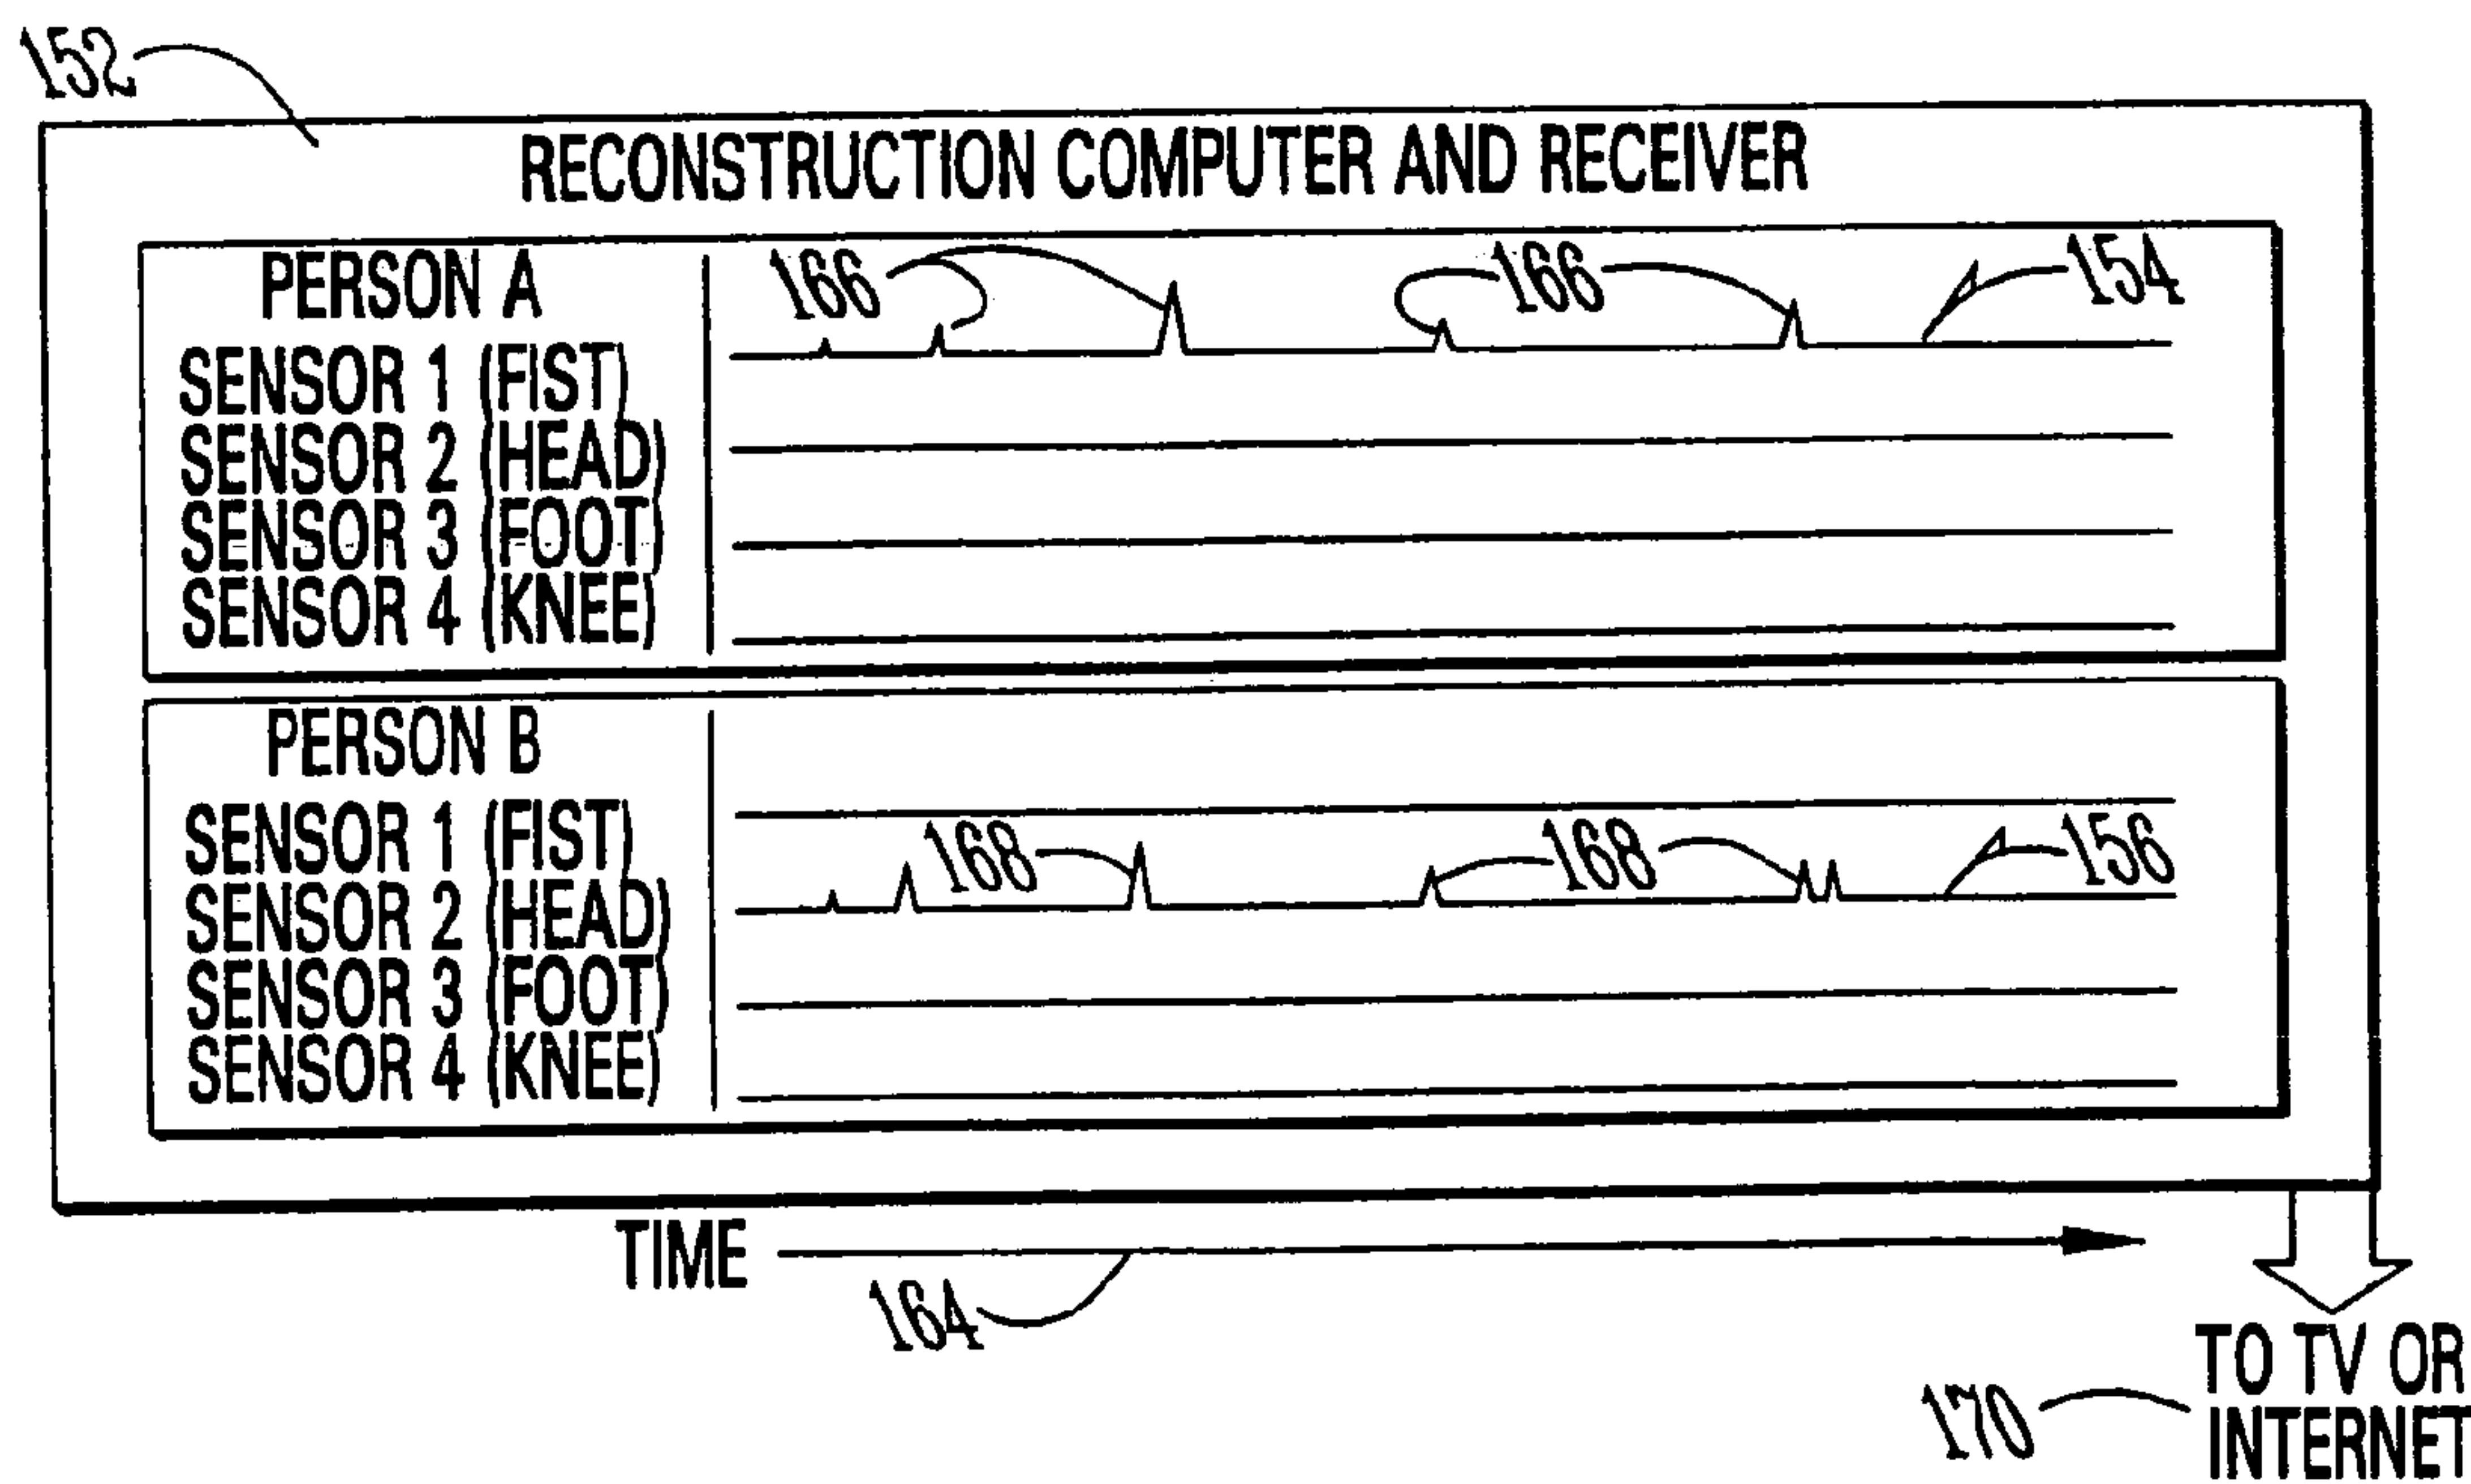 152
RECONSTRUCTION COMPUTER AND RECEIVER
PERSON A
166 166 154
SENSOR 1 (FIST)
SENSOR 2 (HEAD)
SENSOR 3 (FOOT)
SENSOR 4 (KNEE)
PERSON B
SENSOR 1 (FIST)
168 168 156
SENSOR 2 (HEAD)
SENSOR 3 (FOOT)
SENSOR 4 (KNEE)
TIME
164
TO TV OR
170 INTERNET